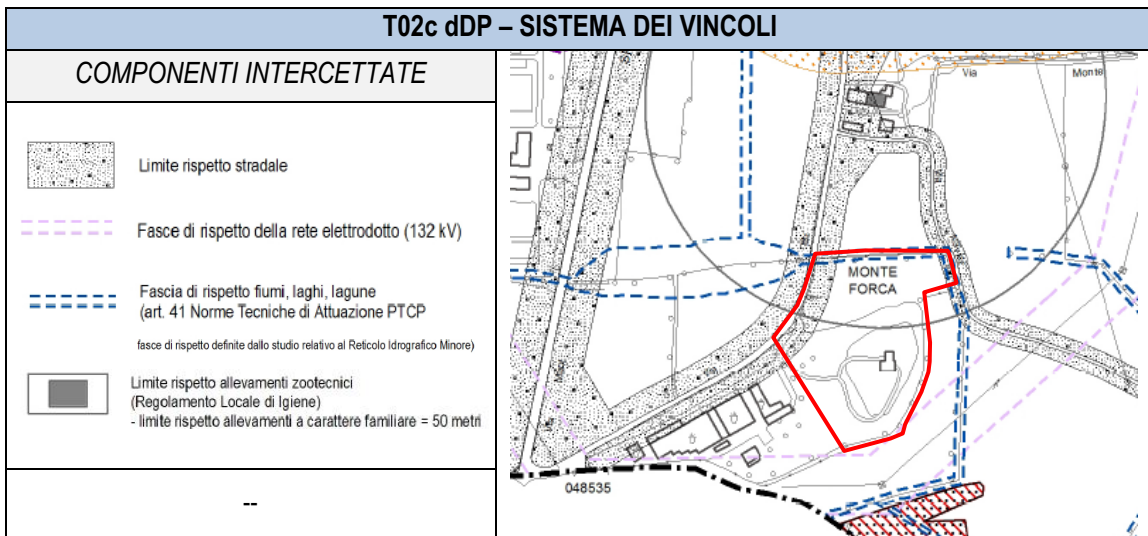 T02c dDP – SISTEMA DEI VINCOLI
COMPONENTI INTERCETTATE
Limite rispetto stradale
Fasce di rispetto della rete elettrodotto (132 kV)
Fascia di rispetto fiumi, laghi, lagune
(art. 41 Norme Tecniche di Attuazione PTCP
fasce di rispetto definite dallo studio relativo al Reticolo Idrografico Minore)
Limite rispetto allevamenti zootecnici
(Regolamento Locale di Igiene)
- limite rispetto allevamenti a carattere familiare = 50 metri
--
Via Monte
MONTE
FORCA
048535